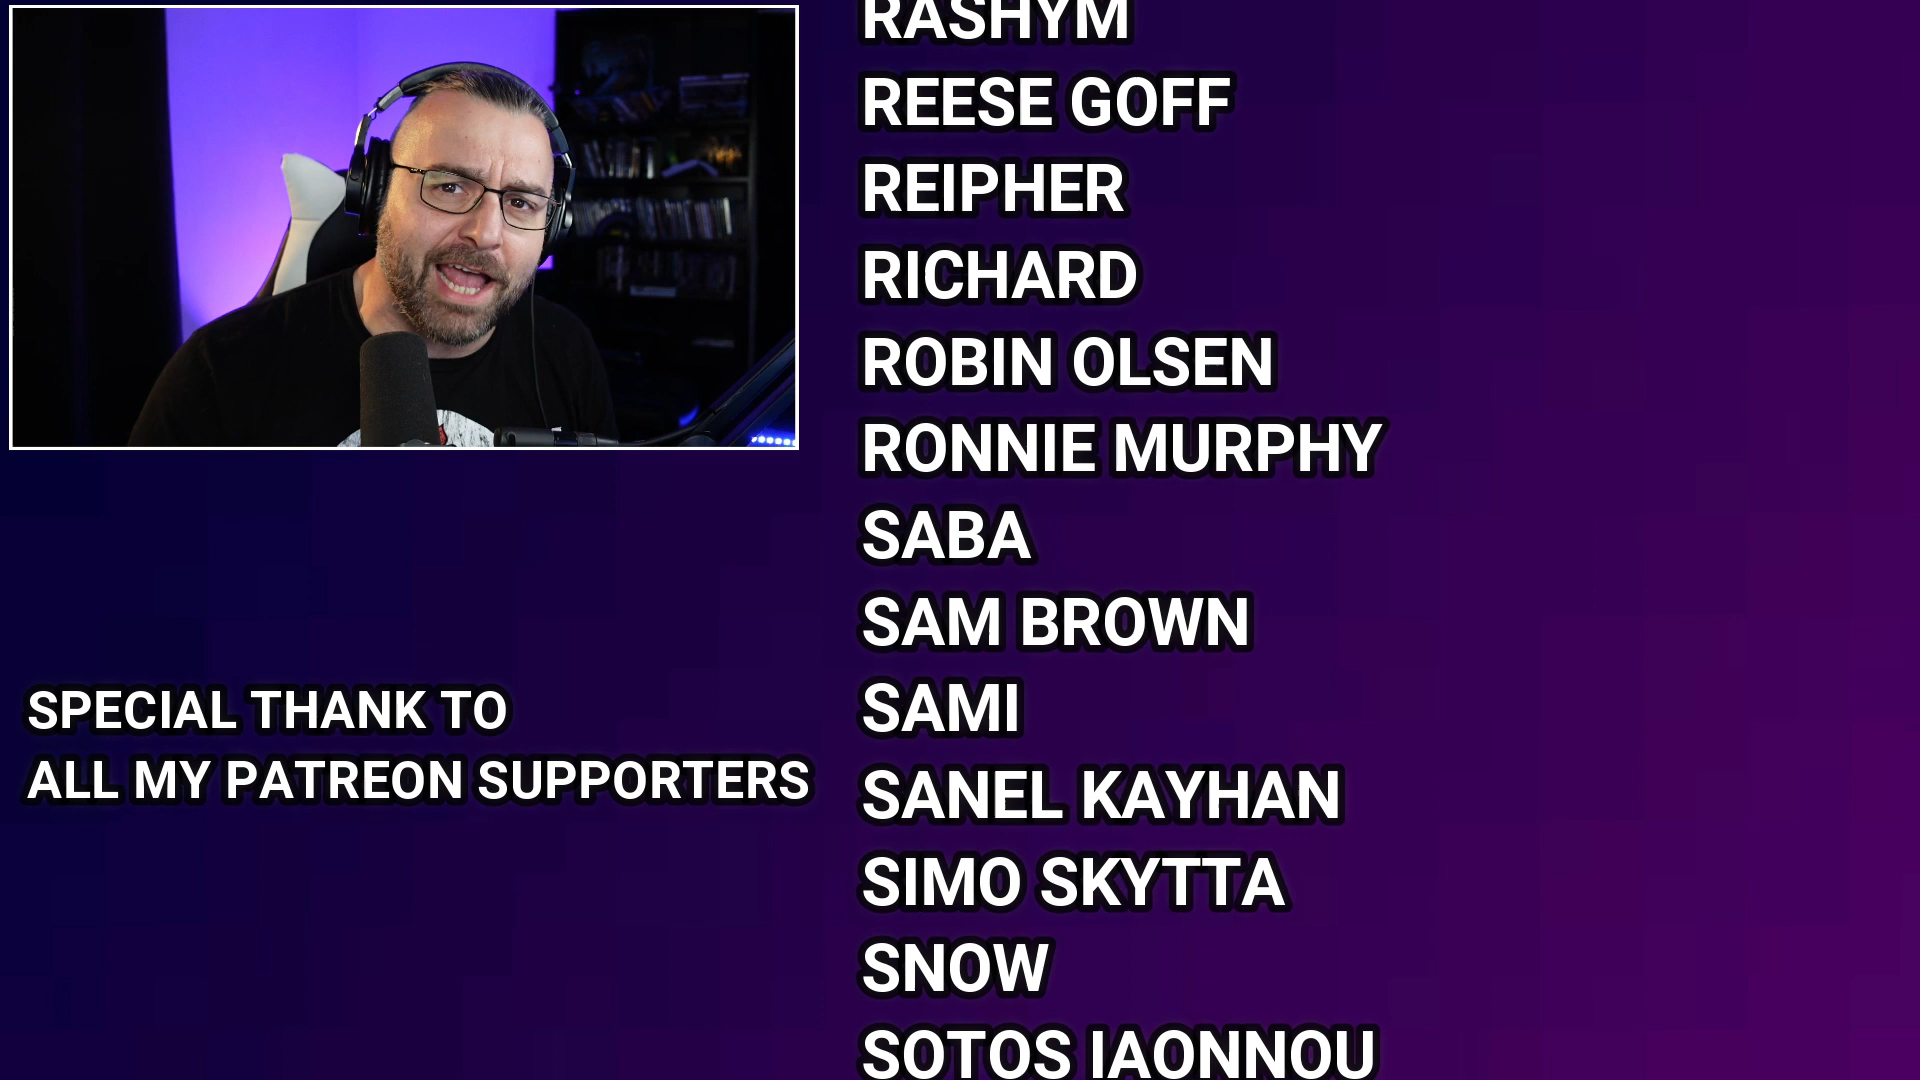 RASHYM
REESE GOFF
REIPHER
RICHARD
ROBIN OLSEN
RONNIE MURPHY
SABA
SAM BROWN
SAMI
SANEL KAYHAN
SIMO SKYTTA
SNOW
SOTOS IAONNOU
SPECIAL THANK TO
ALL MY PATREON SUPPORTERS